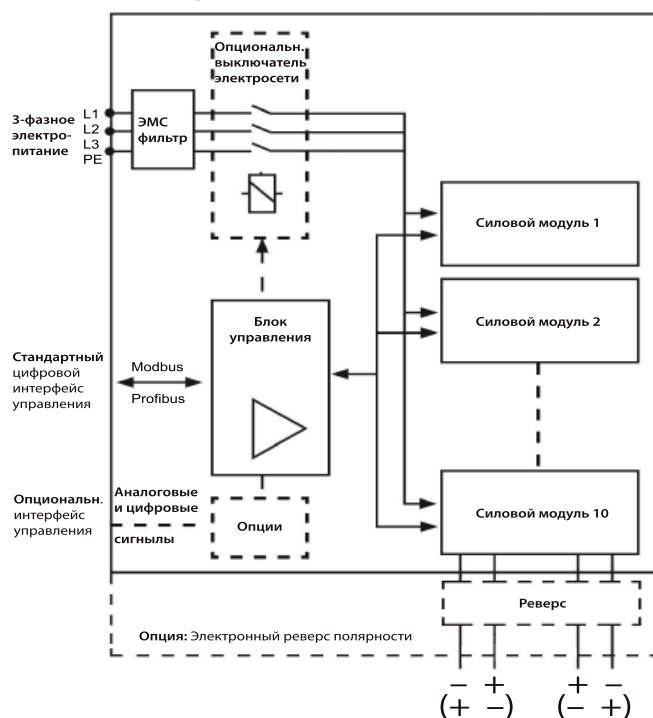 Опциональн.
выключатель
электросети
3-фазное
электро-
питание
L1
L2
L3
PE
ЭМС
фильтр
Силовой модуль 1
Силовой модуль 2
Блок
управления
Стандартный
цифровой
интерфейс
управления
Modbus
Profibus
Опциональн.
интерфейс
управления
Аналоговые
и цифровые
сигнылы
Опции
Силовой модуль 10
Реверс
Опция: Электронный реверс полярности
− + + −
(+ −) (− +)